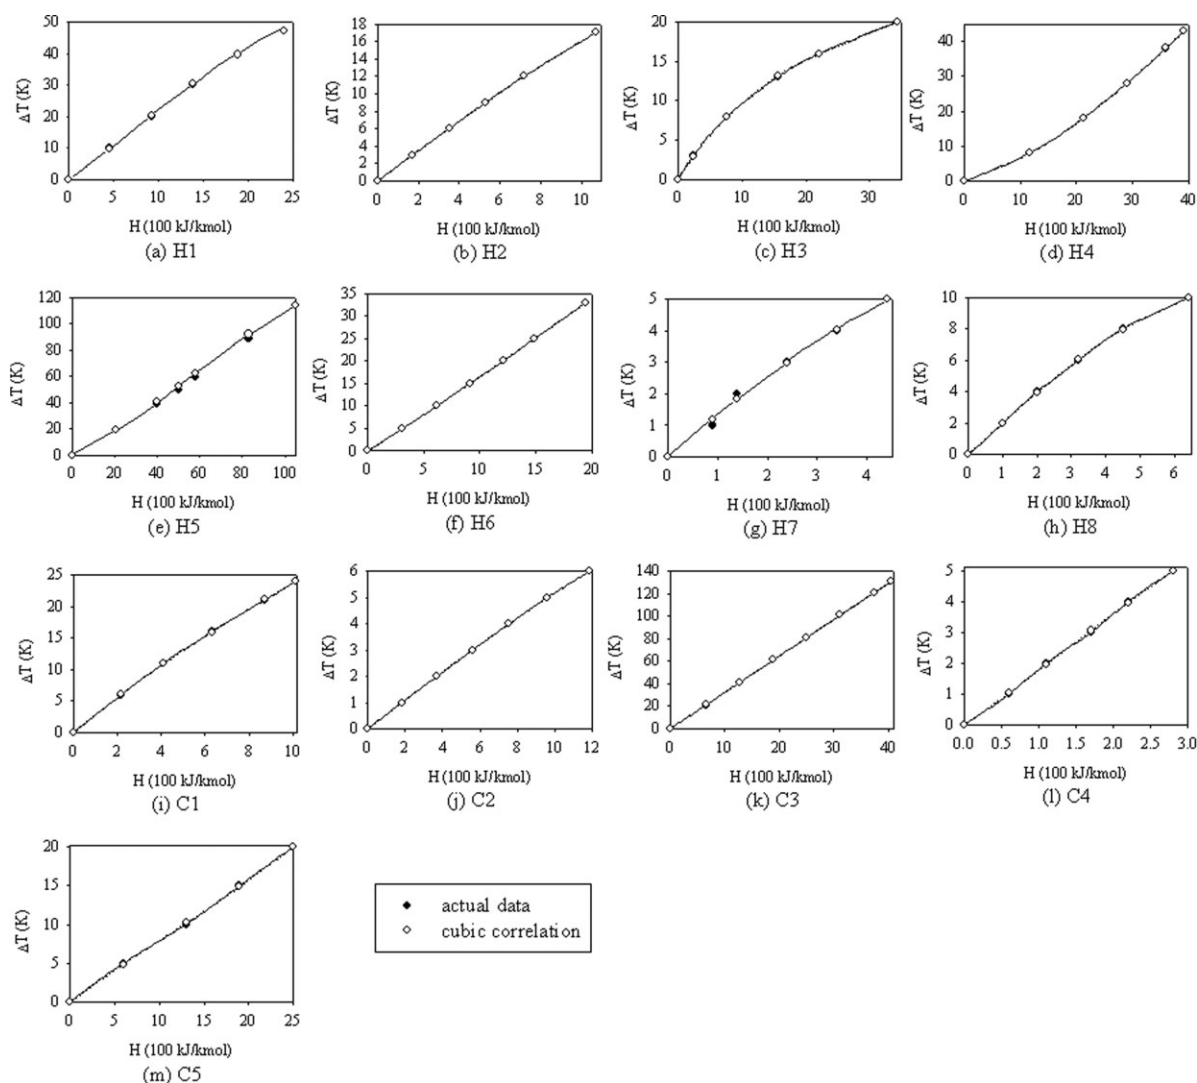 50
40
30
20
10
0
ΔT (K)
0 5 10 15 20 25
H (100 kJ/kmol)
(a) H1
18
16
14
12
10
8
6
4
2
0
ΔT (K)
0 2 4 6 8 10
H (100 kJ/kmol)
(b) H2
20
15
10
5
0
ΔT (K)
0 10 20 30
H (100 kJ/kmol)
(c) H3
40
30
20
10
0
ΔT (K)
0 10 20 30 40
H (100 kJ/kmol)
(d) H4
120
100
80
60
40
20
0
ΔT (K)
0 20 40 60 80 100
H (100 kJ/kmol)
(e) H5
35
30
25
20
15
10
5
0
ΔT (K)
0 5 10 15 20
H (100 kJ/kmol)
(f) H6
5
4
3
2
1
0
ΔT (K)
0 1 2 3 4
H (100 kJ/kmol)
(g) H7
10
8
6
4
2
0
ΔT (K)
0 1 2 3 4 5 6
H (100 kJ/kmol)
(h) H8
25
20
15
10
5
0
ΔT (K)
0 2 4 6 8 10
H (100 kJ/kmol)
(i) C1
6
5
4
3
2
1
0
ΔT (K)
0 2 4 6 8 10 12
H (100 kJ/kmol)
(j) C2
140
120
100
80
60
40
20
0
ΔT (K)
0 10 20 30 40
H (100 kJ/kmol)
(k) C3
5
4
3
2
1
0
ΔT (K)
0.0 0.5 1.0 1.5 2.0 2.5 3.0
H (100 kJ/kmol)
(l) C4
20
15
10
5
0
ΔT (K)
0 5 10 15 20 25
H (100 kJ/kmol)
(m) C5
actual data
cubic correlation